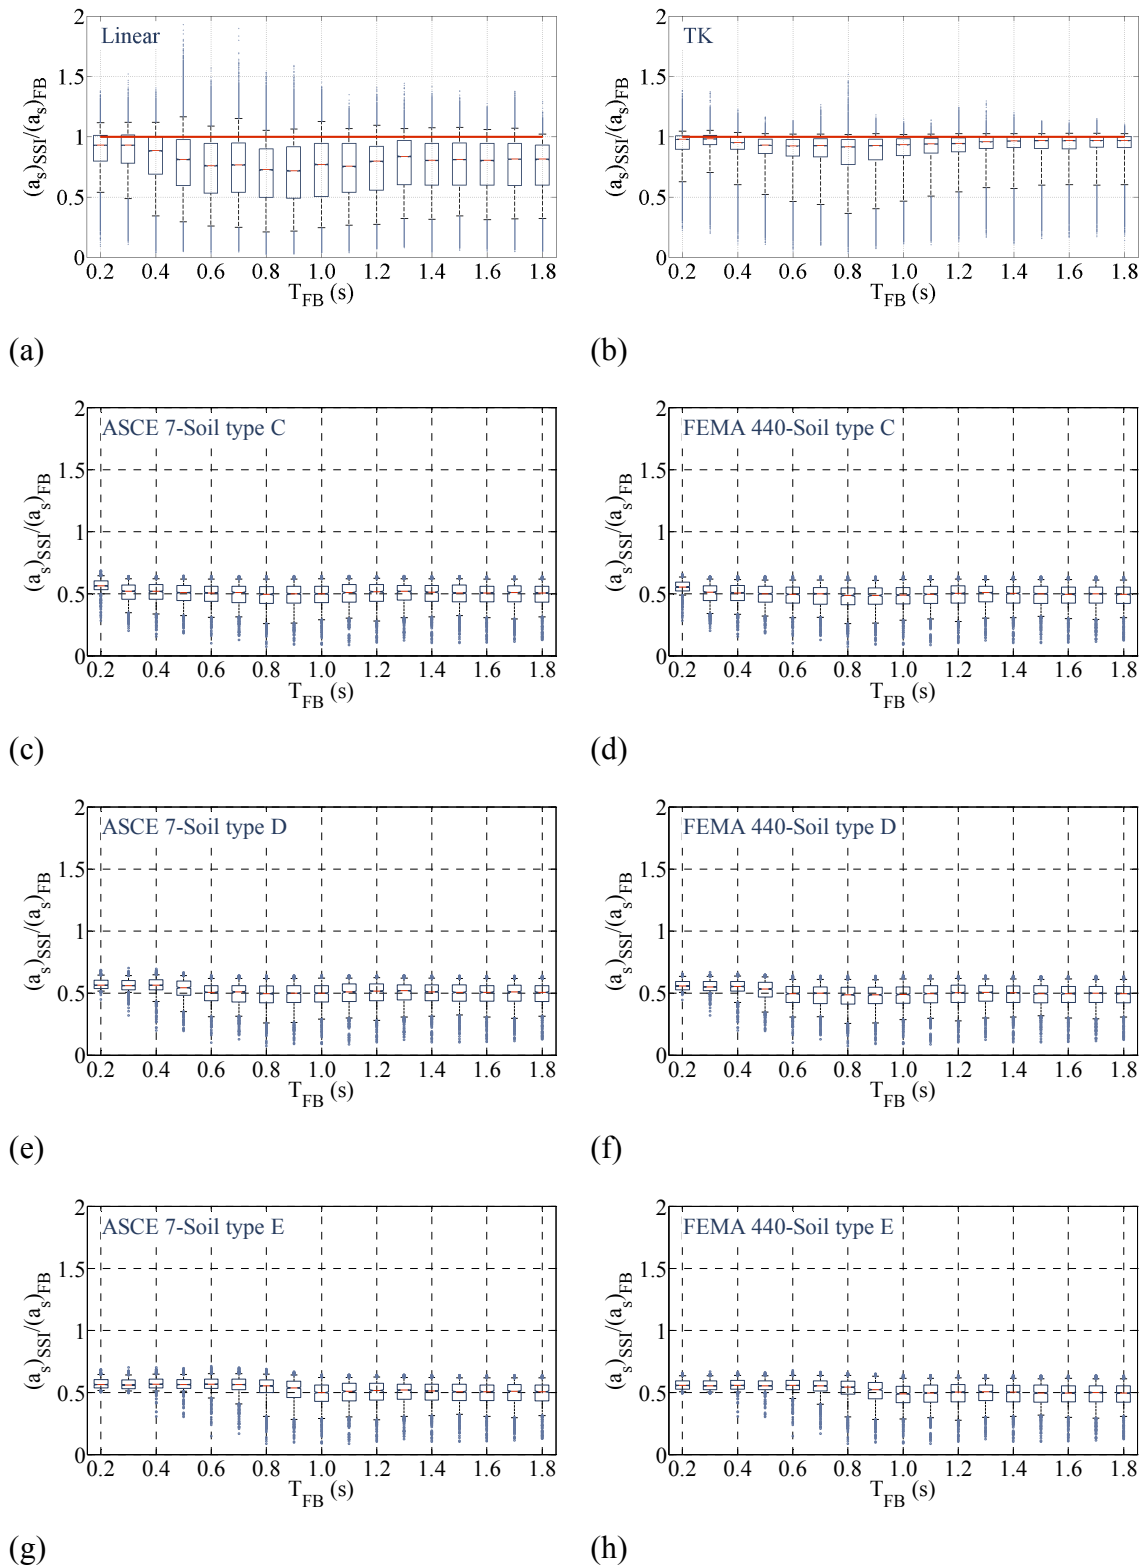 2
1.5
1
0.5
0
(a_s)_SSI/(a_s)_FB
Linear
0.2 0.4 0.6 0.8 1.0 1.2 1.4 1.6 1.8
T_FB (s)
(a)
2
1.5
1
0.5
0
(a_s)_SSI/(a_s)_FB
TK
0.2 0.4 0.6 0.8 1.0 1.2 1.4 1.6 1.8
T_FB (s)
(b)
2
1.5
1
0.5
0
(a_s)_SSI/(a_s)_FB
ASCE 7-Soil type C
0.2 0.4 0.6 0.8 1.0 1.2 1.4 1.6 1.8
T_FB (s)
(c)
2
1.5
1
0.5
0
(a_s)_SSI/(a_s)_FB
FEMA 440-Soil type C
0.2 0.4 0.6 0.8 1.0 1.2 1.4 1.6 1.8
T_FB (s)
(d)
2
1.5
1
0.5
0
(a_s)_SSI/(a_s)_FB
ASCE 7-Soil type D
0.2 0.4 0.6 0.8 1.0 1.2 1.4 1.6 1.8
T_FB (s)
(e)
2
1.5
1
0.5
0
(a_s)_SSI/(a_s)_FB
FEMA 440-Soil type D
0.2 0.4 0.6 0.8 1.0 1.2 1.4 1.6 1.8
T_FB (s)
(f)
2
1.5
1
0.5
0
(a_s)_SSI/(a_s)_FB
ASCE 7-Soil type E
0.2 0.4 0.6 0.8 1.0 1.2 1.4 1.6 1.8
T_FB (s)
(g)
2
1.5
1
0.5
0
(a_s)_SSI/(a_s)_FB
FEMA 440-Soil type E
0.2 0.4 0.6 0.8 1.0 1.2 1.4 1.6 1.8
T_FB (s)
(h)